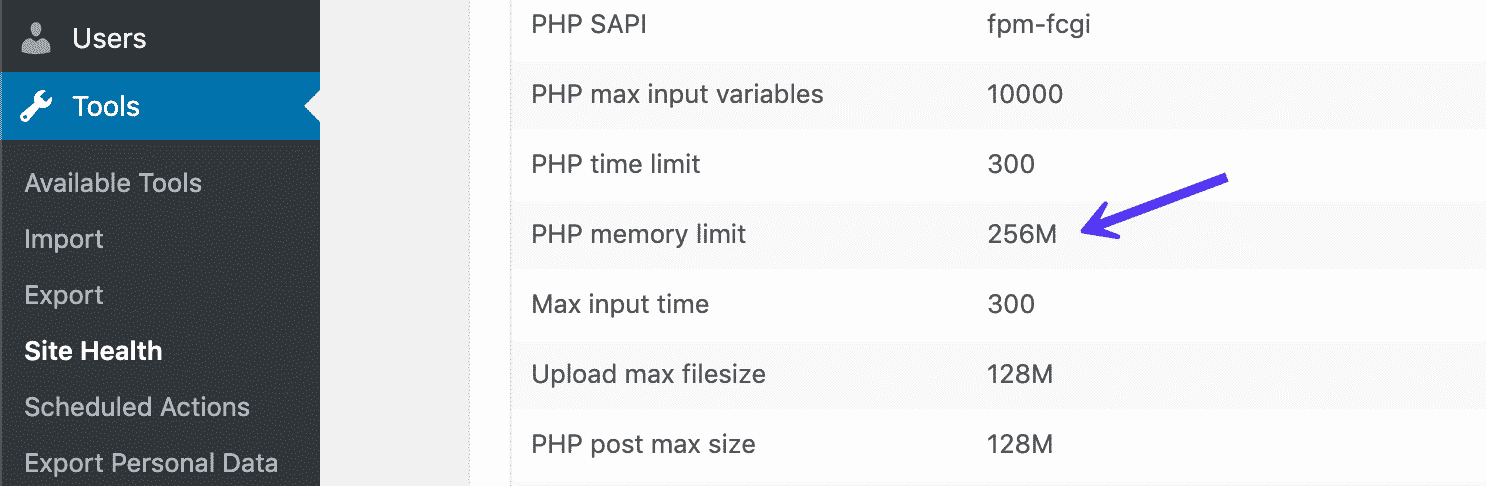 Users
Tools
Available Tools
Import
Export
Site Health
Scheduled Actions
Export Personal Data
PHP SAPI fpm-fcgi
PHP max input variables 10000
PHP time limit 300
PHP memory limit 256M
Max input time 300
Upload max filesize 128M
PHP post max size 128M